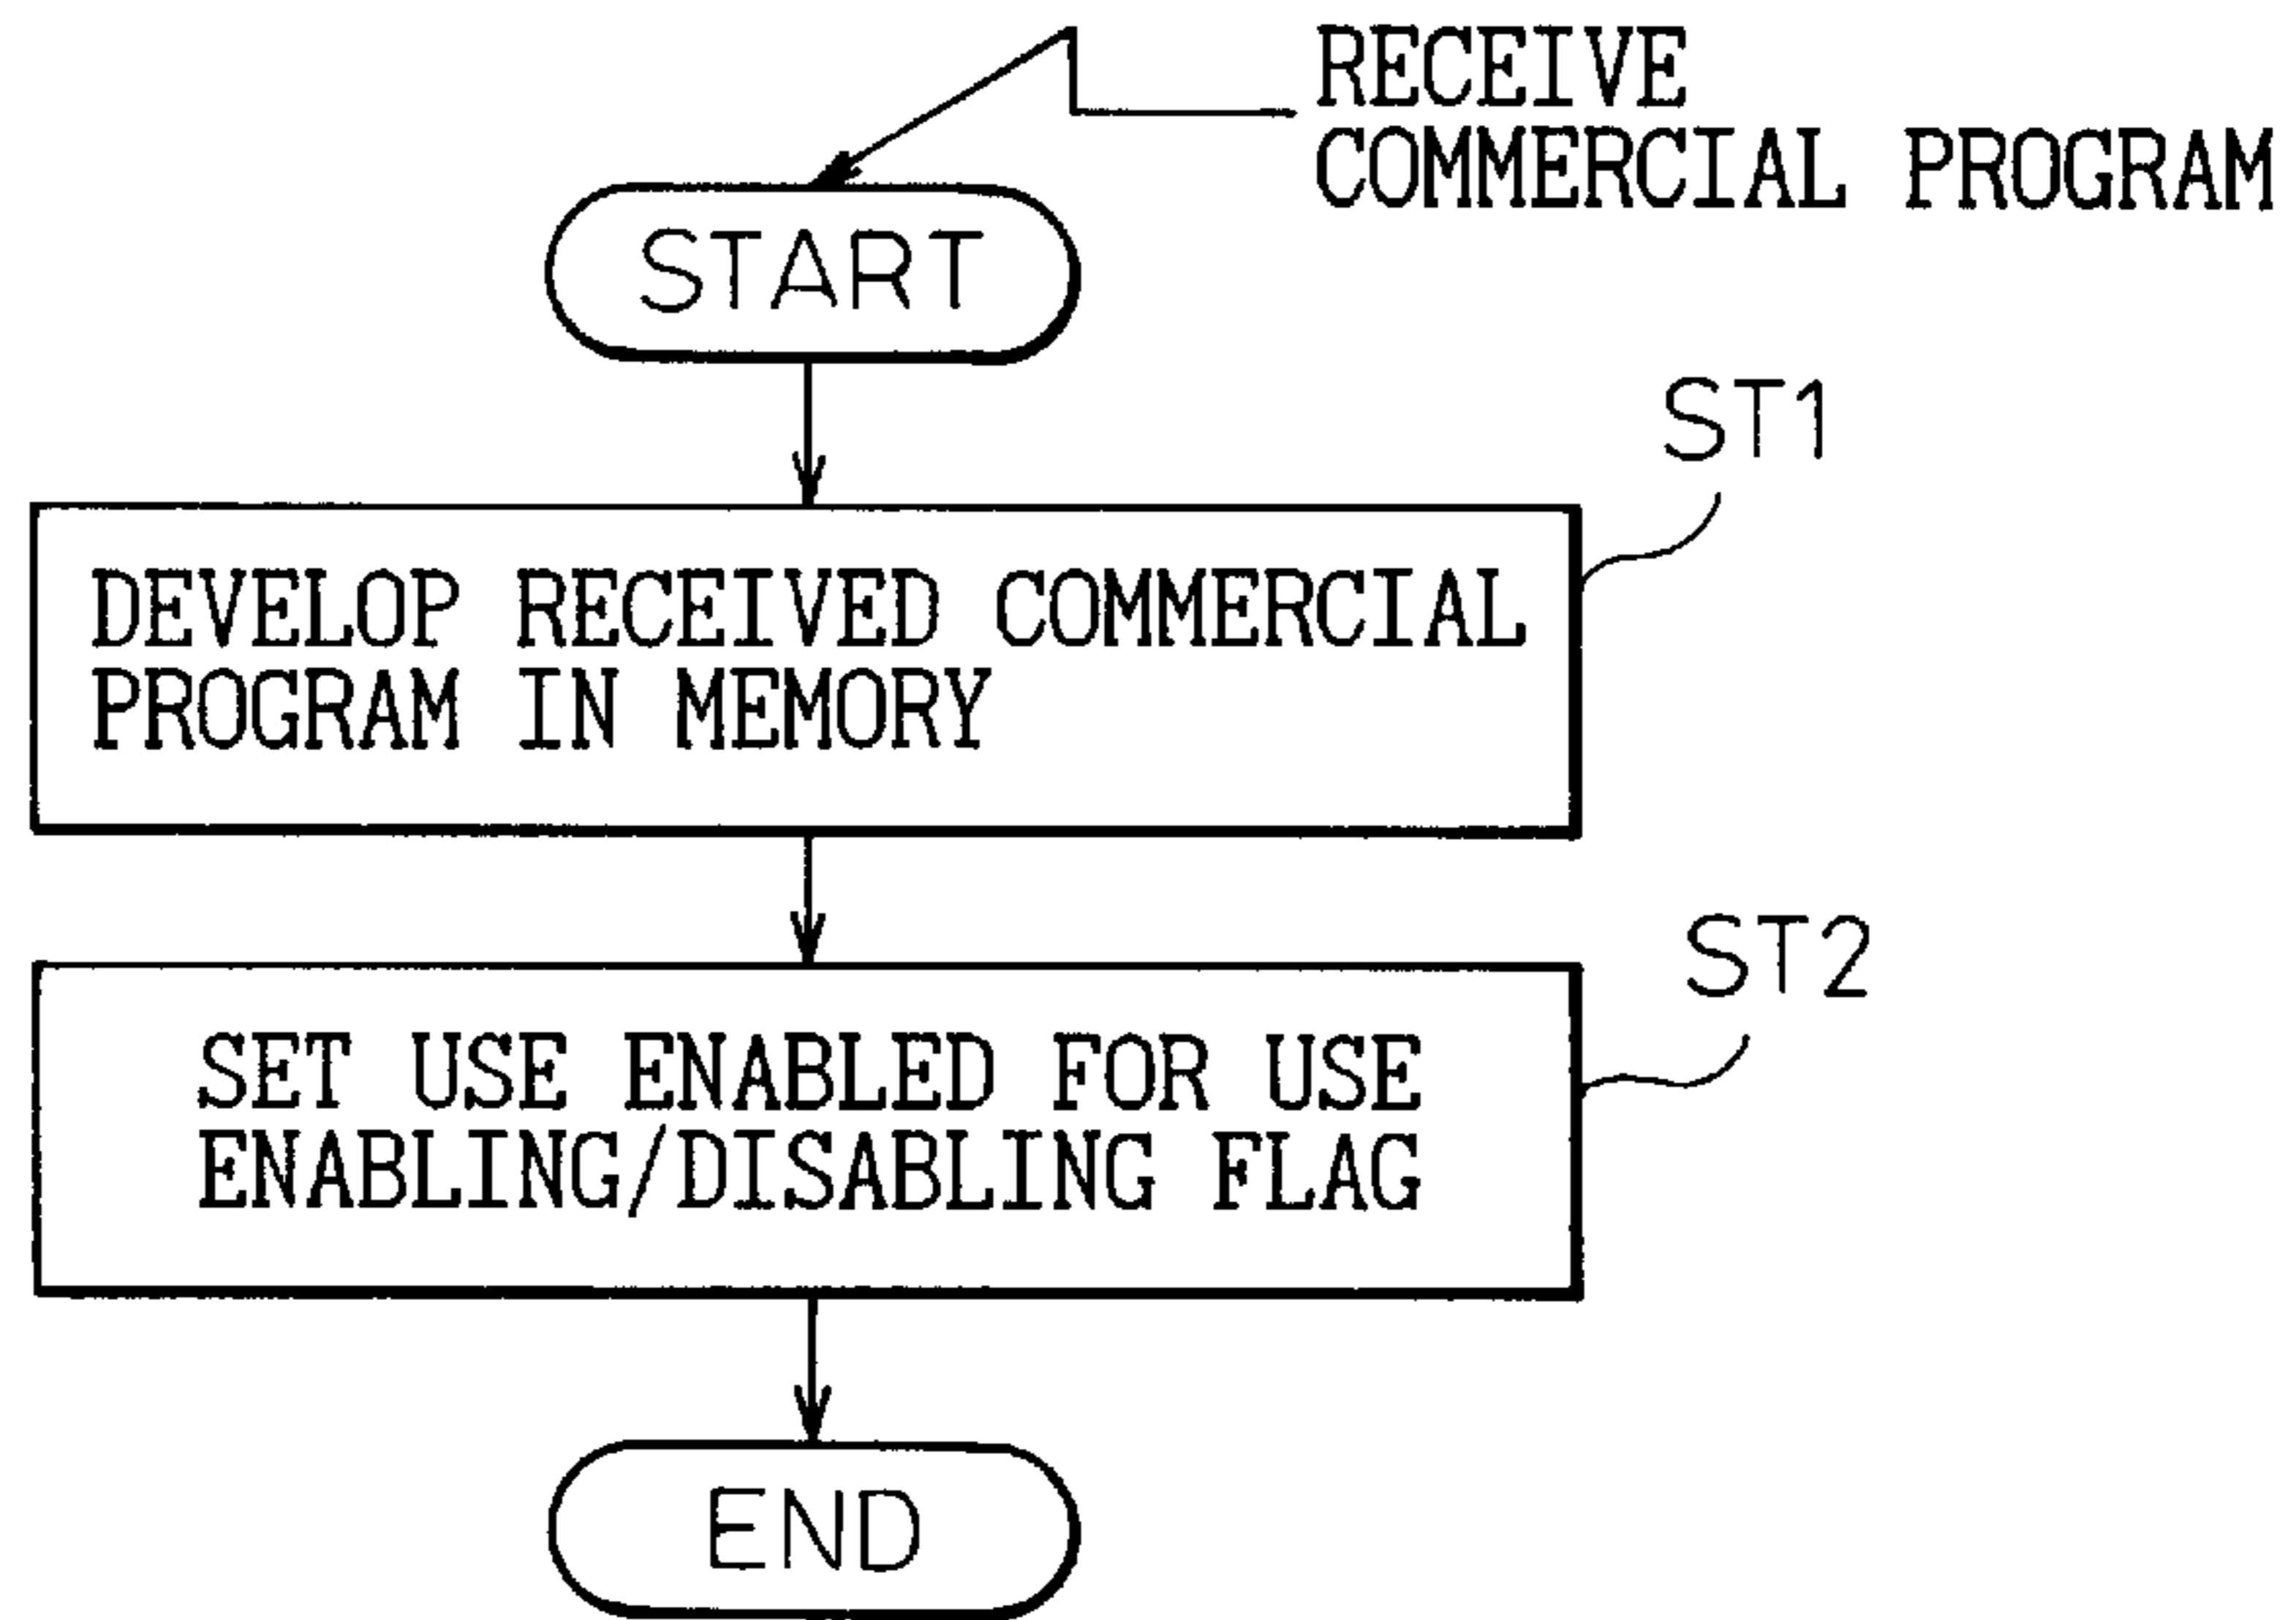 RECEIVE
COMMERCIAL PROGRAM
START
ST1
DEVELOP RECEIVED COMMERCIAL
PROGRAM IN MEMORY
ST2
SET USE ENABLED FOR USE
ENABLING/DISABLING FLAG
END